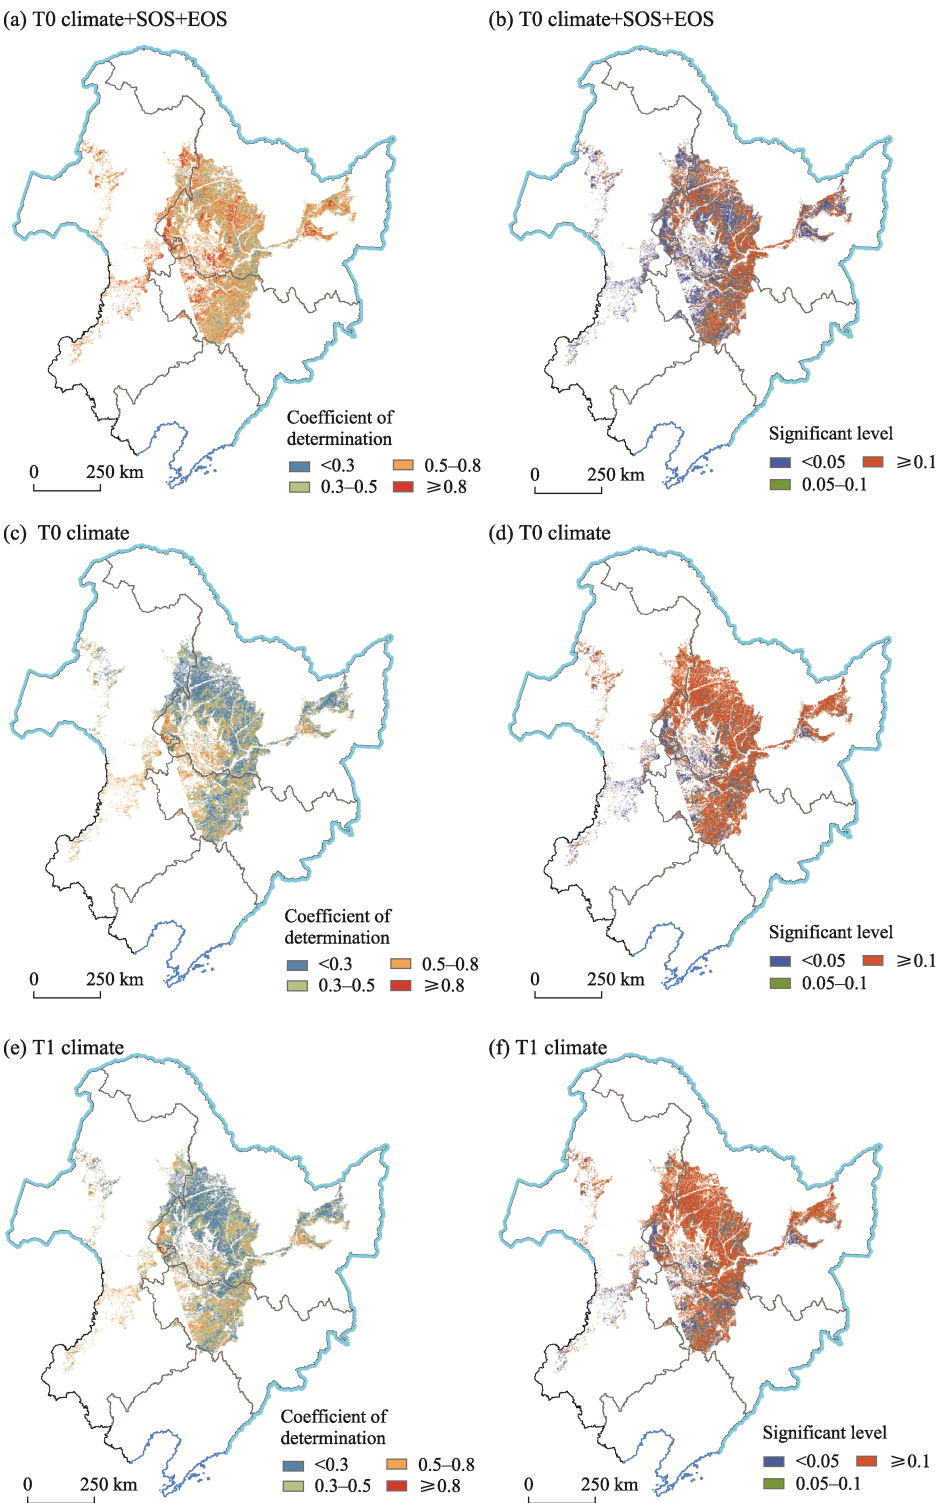 (a) T0 climate+SOS+EOS
(b) T0 climate+SOS+EOS
Coefficient of
determination
<0.3
0.5–0.8
0.3–0.5
≥0.8
0
250 km
Significant level
<0.05
≥0.1
0.05–0.1
0
250 km
(c) T0 climate
(d) T0 climate
Coefficient of
determination
<0.3
0.5–0.8
0.3–0.5
≥0.8
0
250 km
Significant level
<0.05
≥0.1
0.05–0.1
0
250 km
(e) T1 climate
(f) T1 climate
Coefficient of
determination
<0.3
0.5–0.8
0.3–0.5
≥0.8
0
250 km
Significant level
<0.05
≥0.1
0.05–0.1
0
250 km